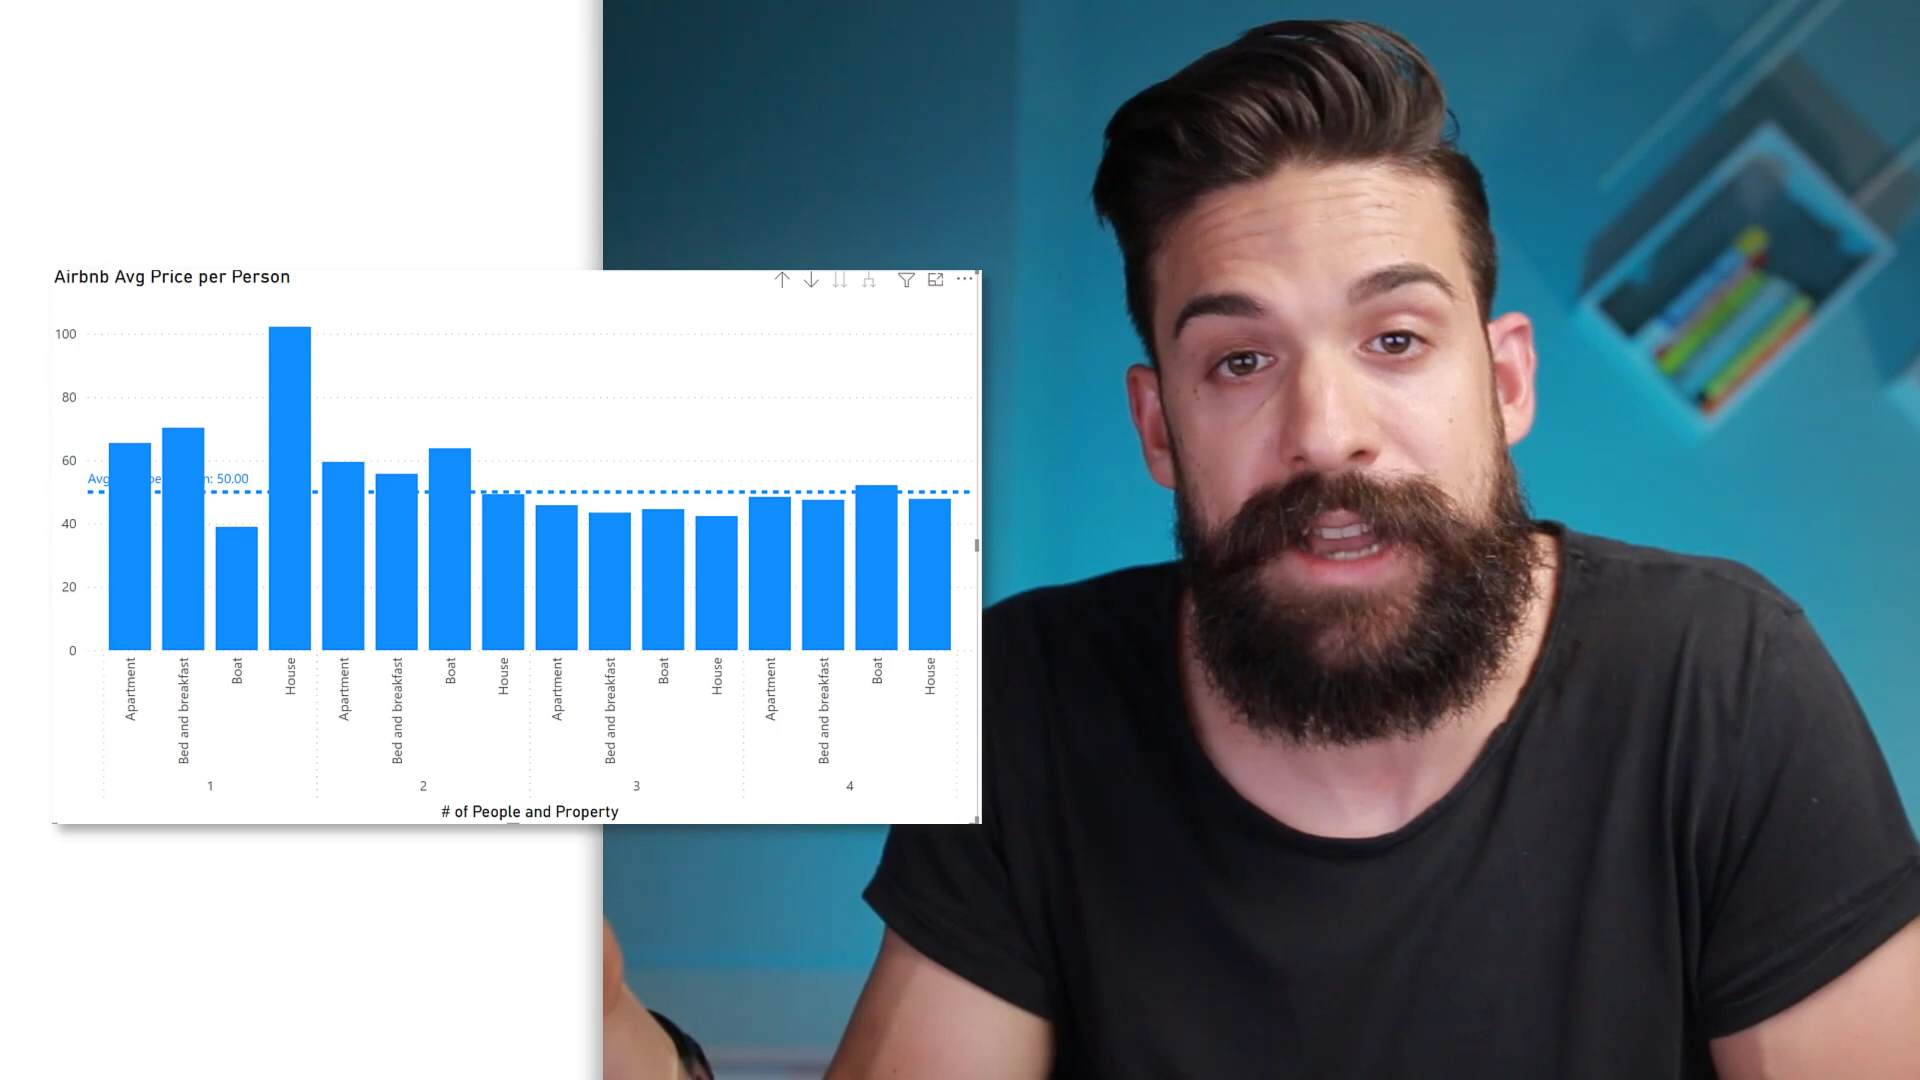 Airbnb Avg Price per Person
100
80
60
Avg : 50.00
40
20
0
Apartment Bed and breakfast Boat House Apartment Bed and breakfast Boat House Apartment Bed and breakfast Boat House Apartment Bed and breakfast Boat House
1 2 3 4
# of People and Property